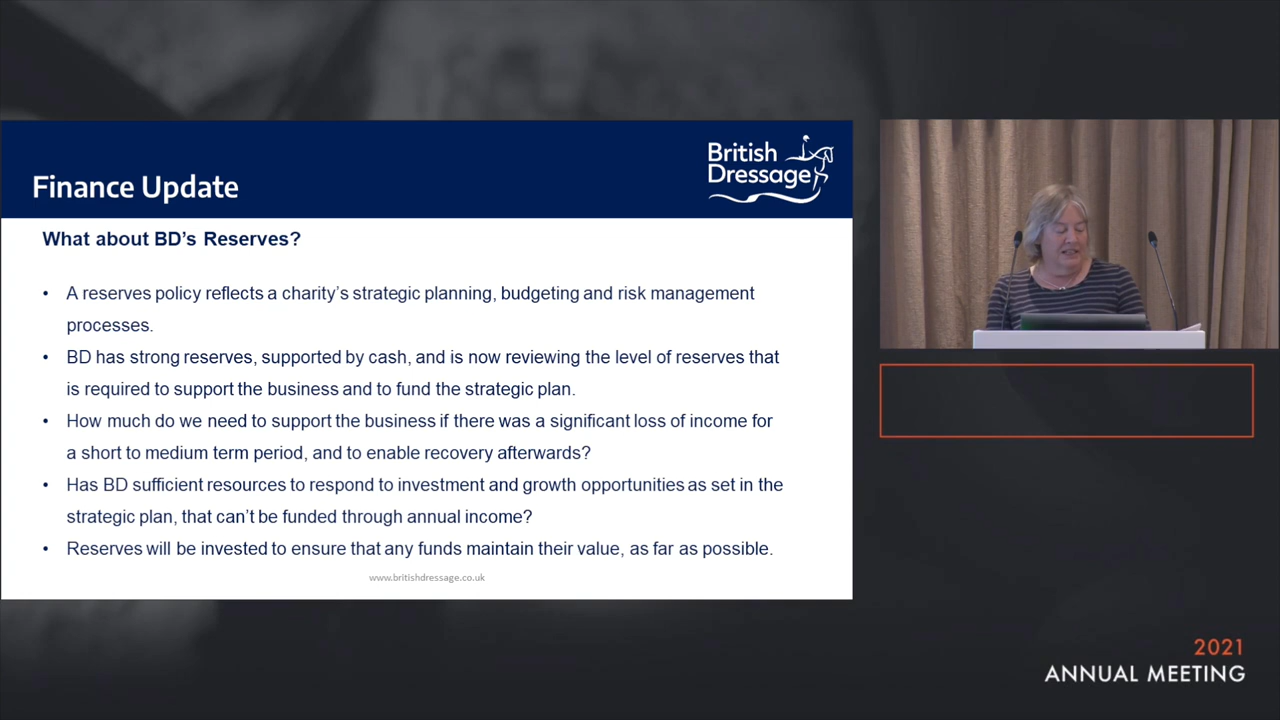 British
Dressage
Finance Update
What about BD's Reserves?
• A reserves policy reflects a charity's strategic planning, budgeting and risk management
processes.
• BD has strong reserves, supported by cash, and is now reviewing the level of reserves that
is required to support the business and to fund the strategic plan.
• How much do we need to support the business if there was a significant loss of income for
a short to medium term period, and to enable recovery afterwards?
• Has BD sufficient resources to respond to investment and growth opportunities as set in the
strategic plan, that can't be funded through annual income?
• Reserves will be invested to ensure that any funds maintain their value, as far as possible.
www.britishdressage.co.uk
2021
ANNUAL MEETING